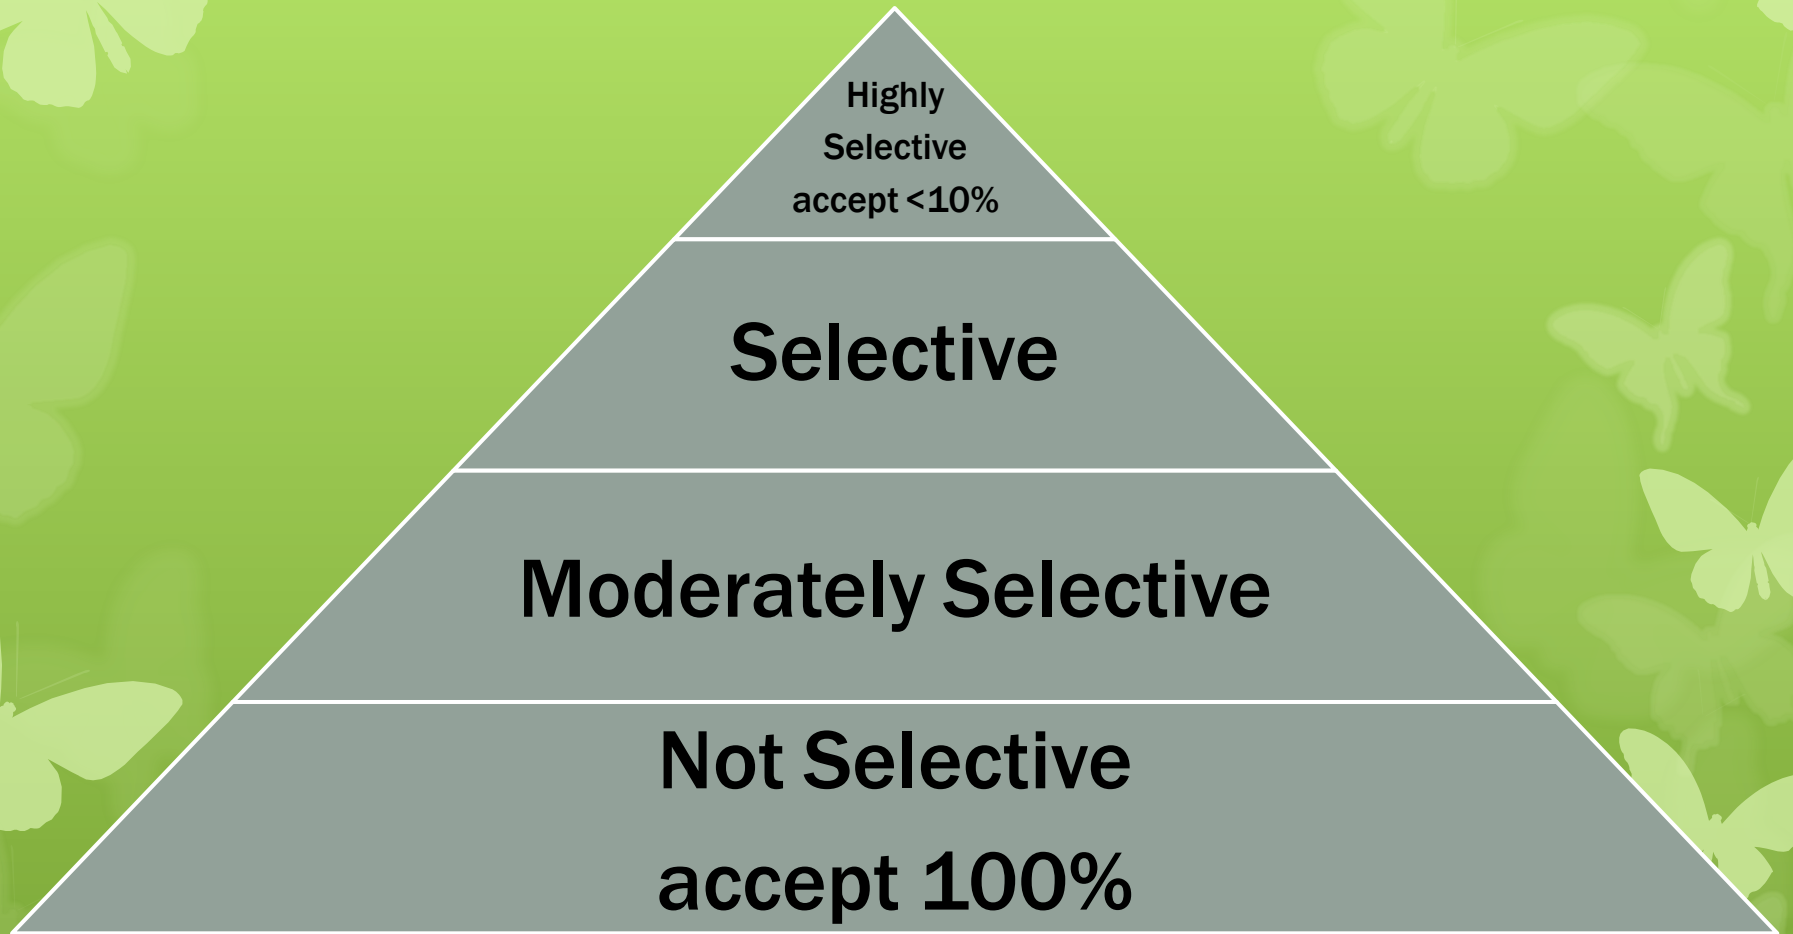 Highly
Selective
accept <10%
Selective
Moderately Selective
Not Selective
accept 100%